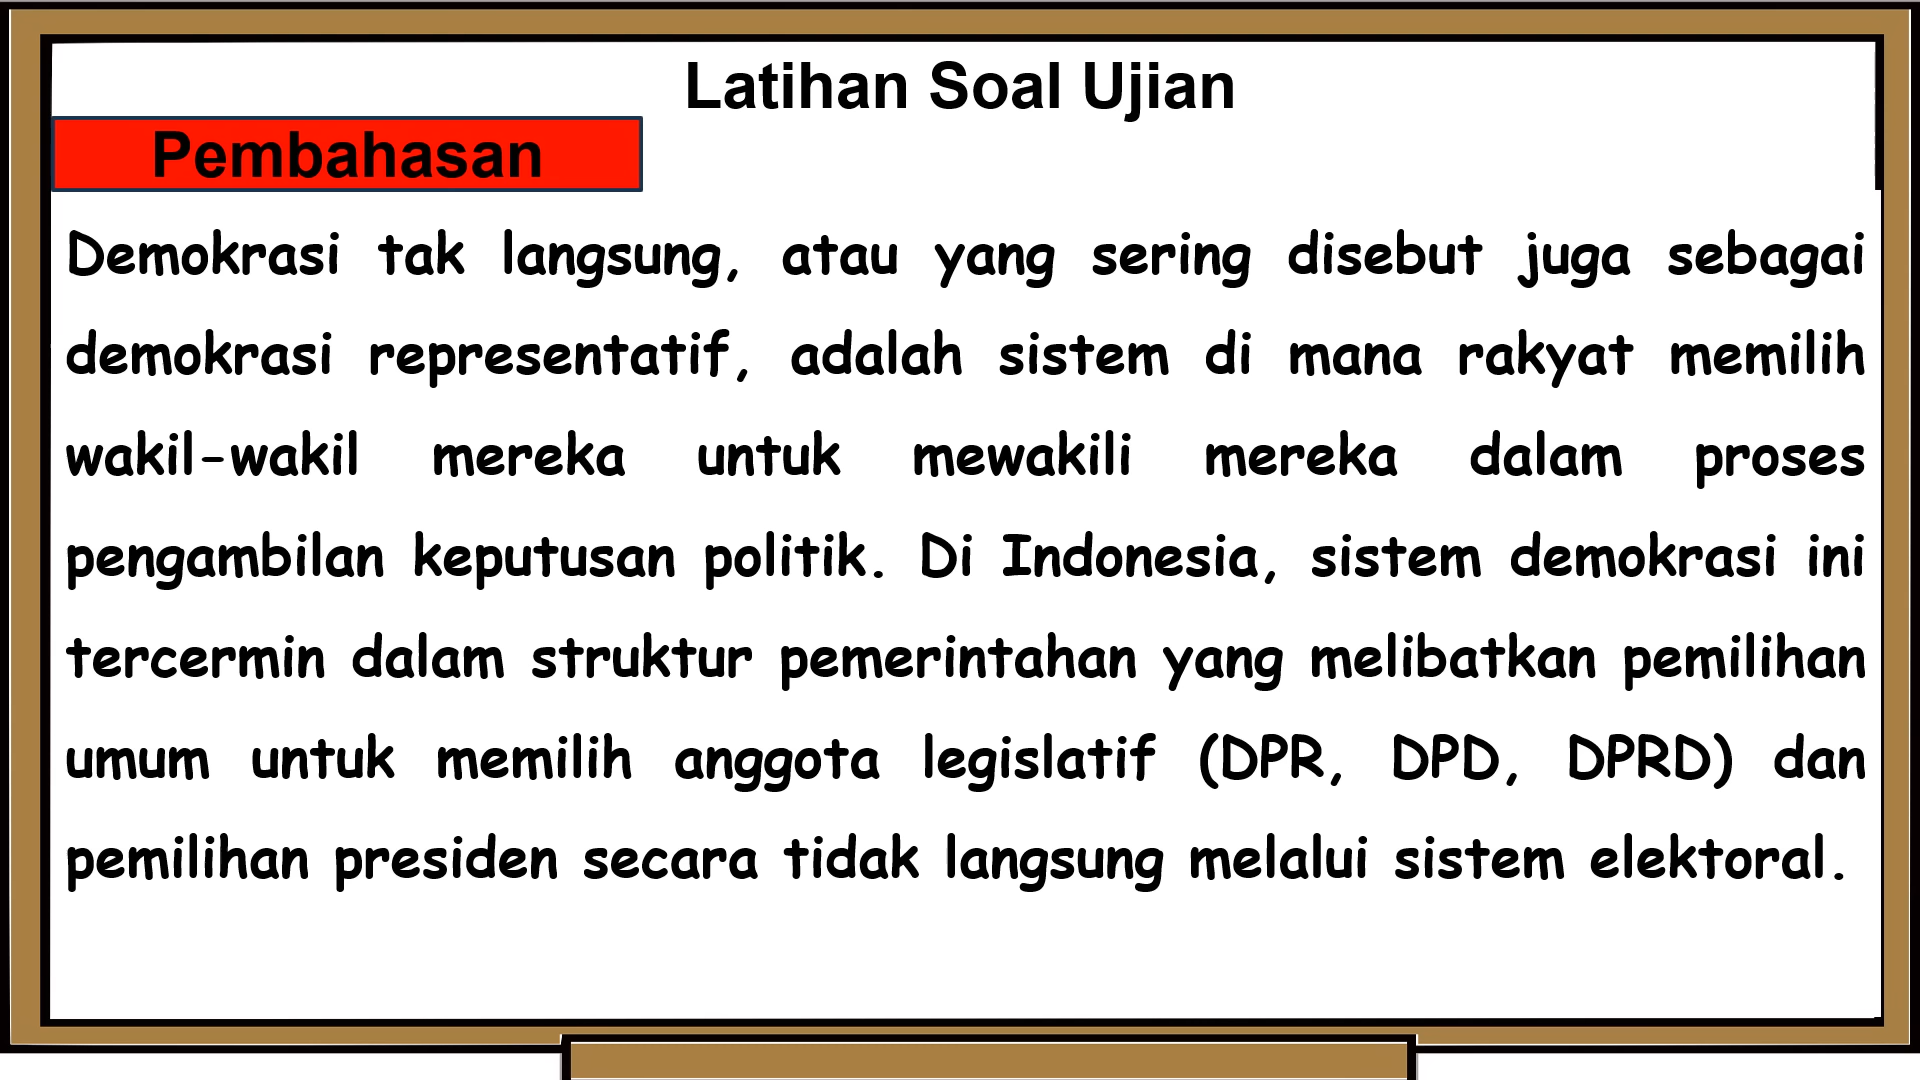 Latihan Soal Ujian
Pembahasan
Demokrasi tak langsung, atau yang sering disebut juga sebagai
demokrasi representatif, adalah sistem di mana rakyat memilih
wakil-wakil mereka untuk mewakili mereka dalam proses
pengambilan keputusan politik. Di Indonesia, sistem demokrasi ini
tercermin dalam struktur pemerintahan yang melibatkan pemilihan
umum untuk memilih anggota legislatif (DPR, DPD, DPRD) dan
pemilihan presiden secara tidak langsung melalui sistem elektoral.